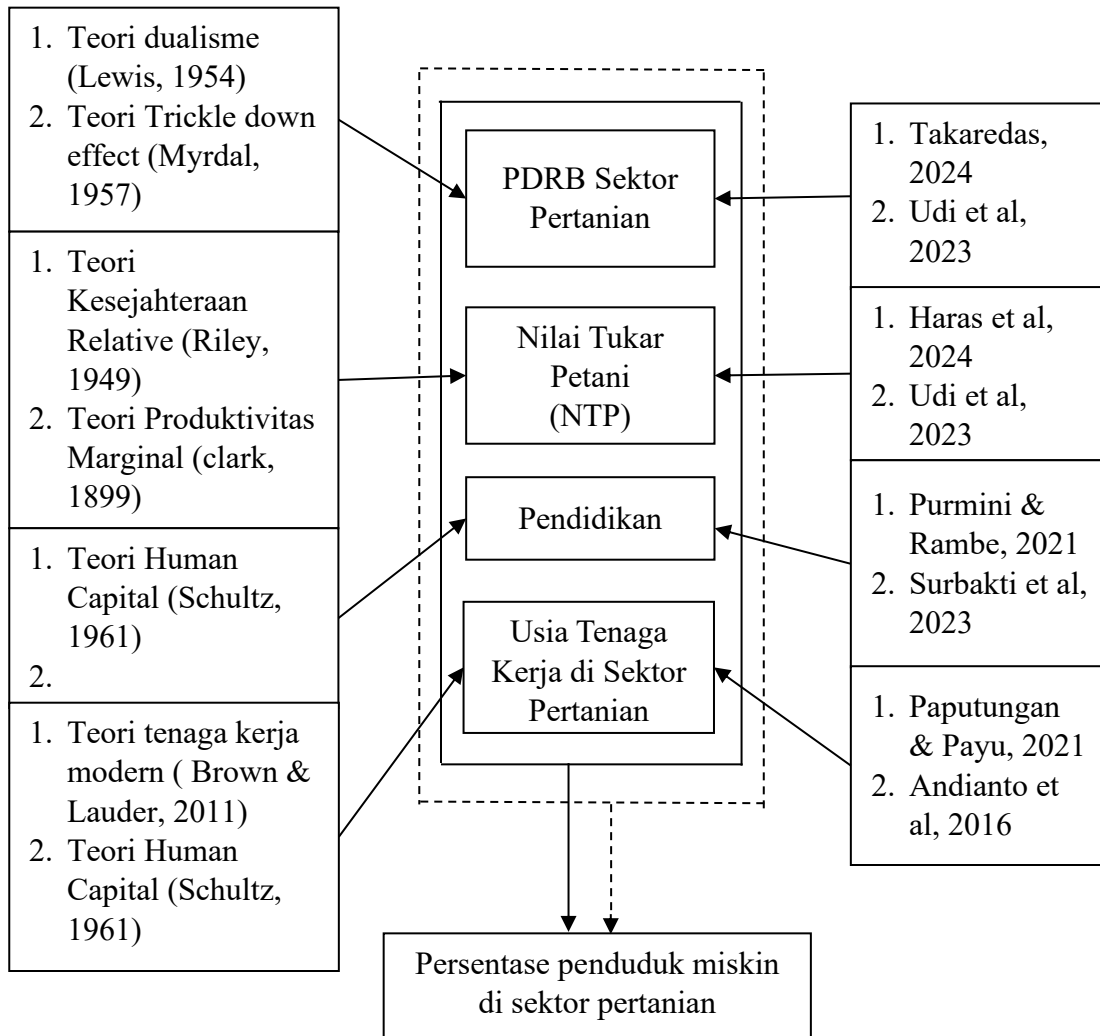 1. Teori dualisme
(Lewis, 1954)
2. Teori Trickle down
effect (Myrdal,
1957)
1. Teori
Kesejahteraan
Relative (Riley,
1949)
2. Teori Produktivitas
Marginal (clark,
1899)
1. Teori Human
Capital (Schultz,
1961)
2.
1. Teori tenaga kerja
modern ( Brown &
Lauder, 2011)
2. Teori Human
Capital (Schultz,
1961)
PDRB Sektor
Pertanian
Nilai Tukar
Petani
(NTP)
Pendidikan
Usia Tenaga
Kerja di Sektor
Pertanian
1. Takaredas,
2024
2. Udi et al,
2023
1. Haras et al,
2024
2. Udi et al,
2023
1. Purmini &
Rambe, 2021
2. Surbakti et al,
2023
1. Paputungan
& Payu, 2021
2. Andianto et
al, 2016
Persentase penduduk miskin
di sektor pertanian